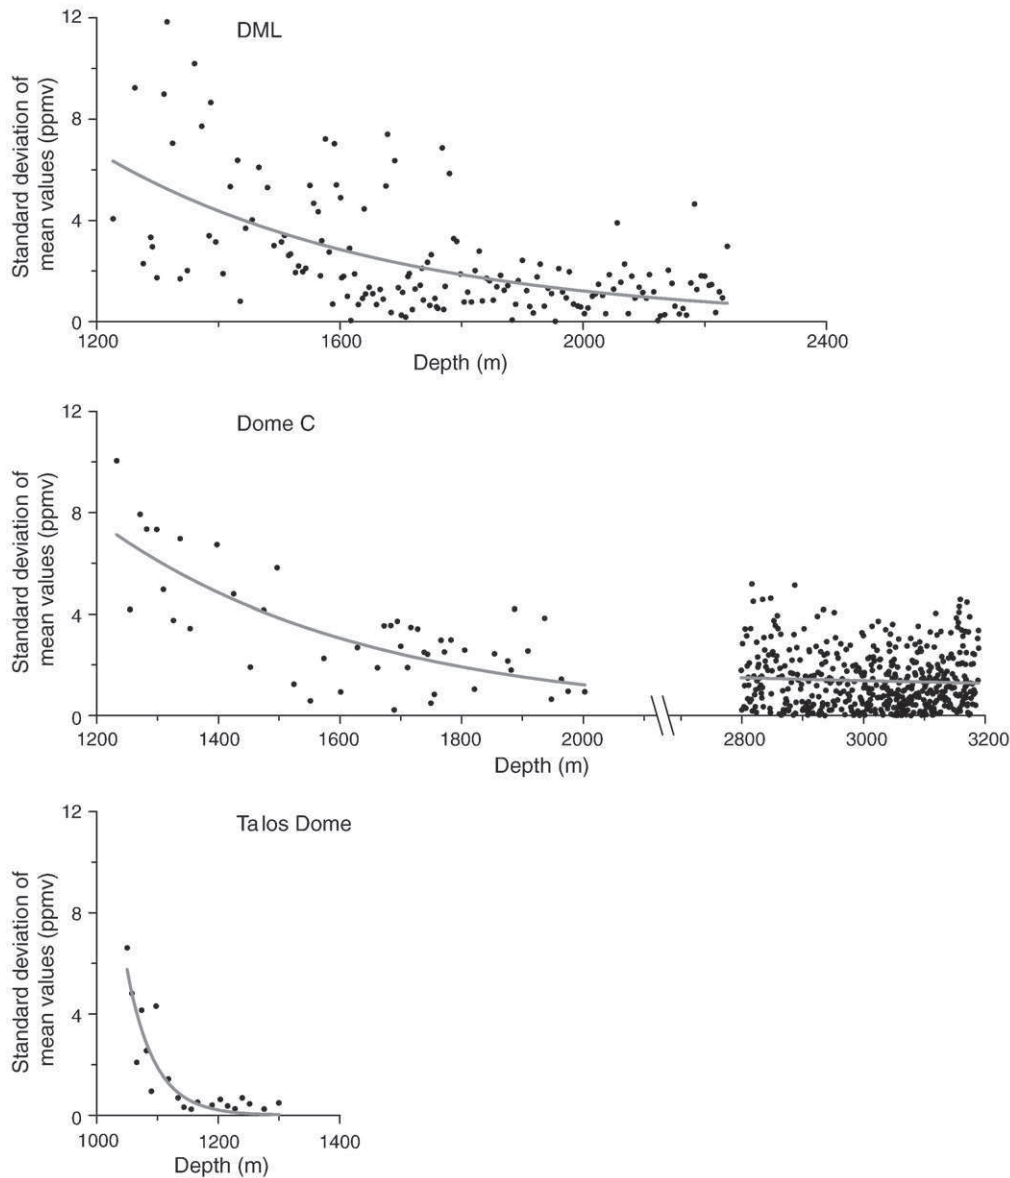 DML
Standard deviation of
mean values (ppmv)
12
8
4
0
1200 1600 2000 2400
Depth (m)
Dome C
Standard deviation of
mean values (ppmv)
12
8
4
0
1200 1400 1600 1800 2000 2800 3000 3200
Depth (m)
Talos Dome
Standard deviation of
mean values (ppmv)
12
8
4
0
1000 1200 1400
Depth (m)